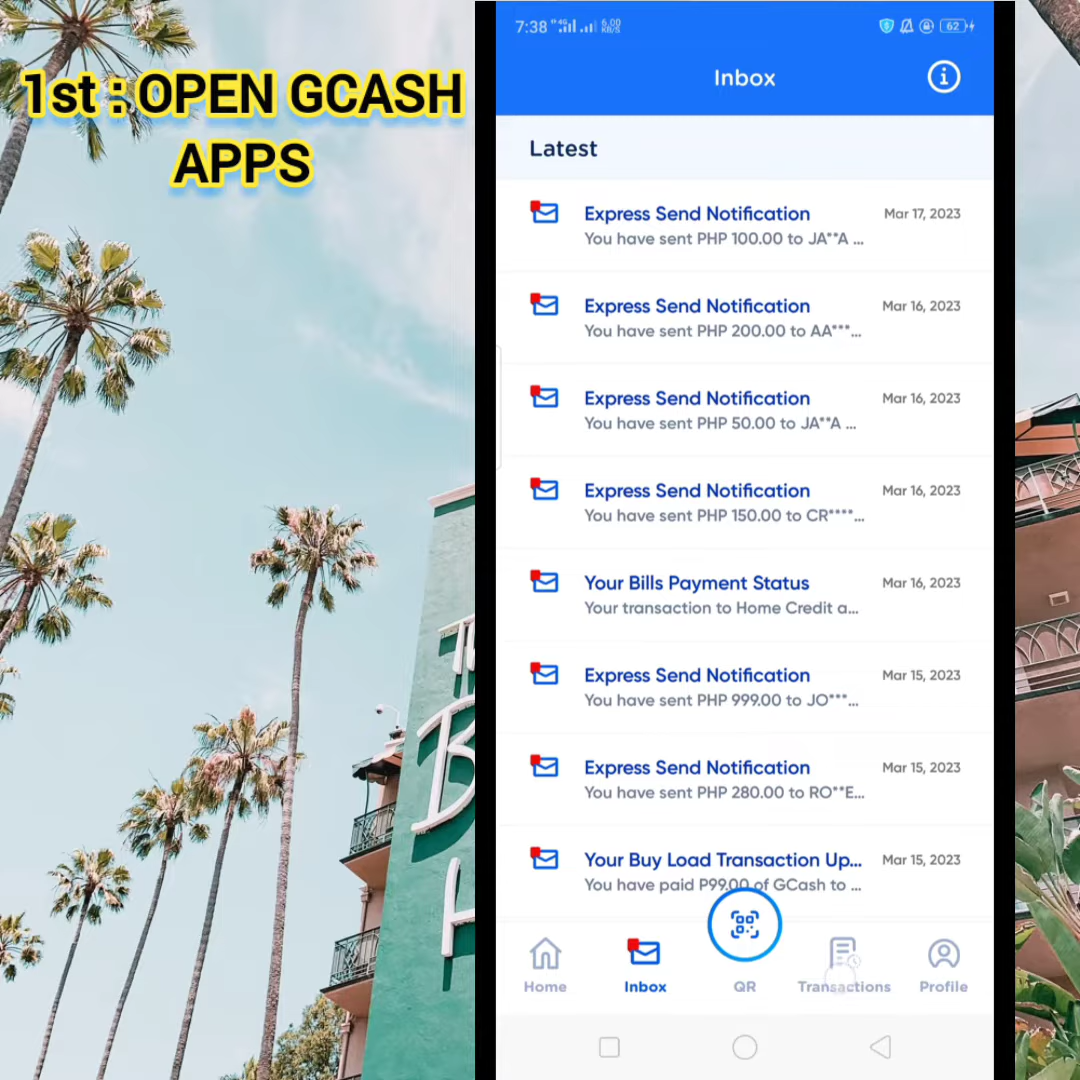 1st : OPEN GCASH
APPS
7:38 4G 6.00 KB/S 62
Inbox
Latest
Express Send Notification Mar 17, 2023
You have sent PHP 100.00 to JA**A ...
Express Send Notification Mar 16, 2023
You have sent PHP 200.00 to AA***...
Express Send Notification Mar 16, 2023
You have sent PHP 50.00 to JA**A ...
Express Send Notification Mar 16, 2023
You have sent PHP 150.00 to CR****...
Your Bills Payment Status Mar 16, 2023
Your transaction to Home Credit a...
Express Send Notification Mar 15, 2023
You have sent PHP 999.00 to JO***...
Express Send Notification Mar 15, 2023
You have sent PHP 280.00 to RO**E...
Your Buy Load Transaction Up... Mar 15, 2023
You have paid P99.00 of GCash to ...
Home Inbox QR Transactions Profile